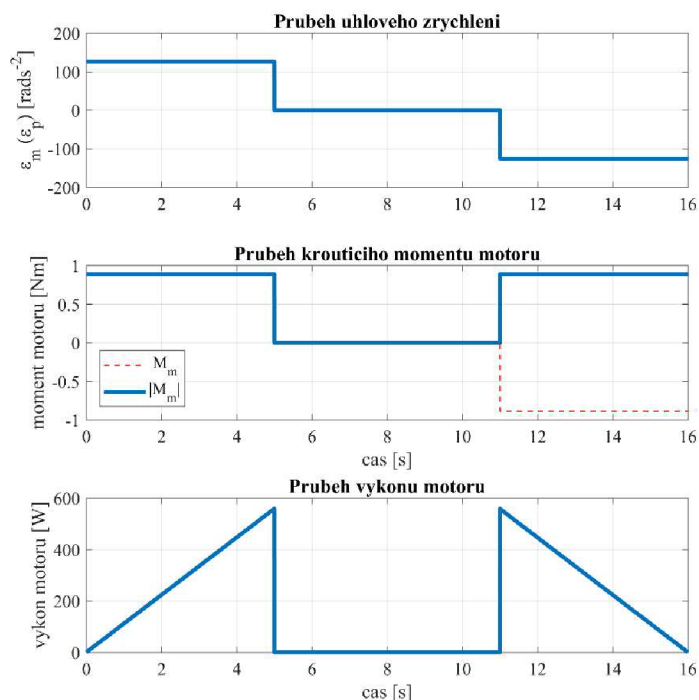 Prubeh uhloveho zrychleni
ε_m (ε_p) [rads^-2]
200
100
0
-100
-200
0 2 4 6 8 10 12 14 16
Prubeh krouticiho momentu motoru
moment motoru [Nm]
1
0.5
0
-0.5
-1
M_m
|M_m|
0 2 4 6 8 10 12 14 16
cas [s]
Prubeh vykonu motoru
vykon motoru [W]
600
400
200
0
0 2 4 6 8 10 12 14 16
cas [s]